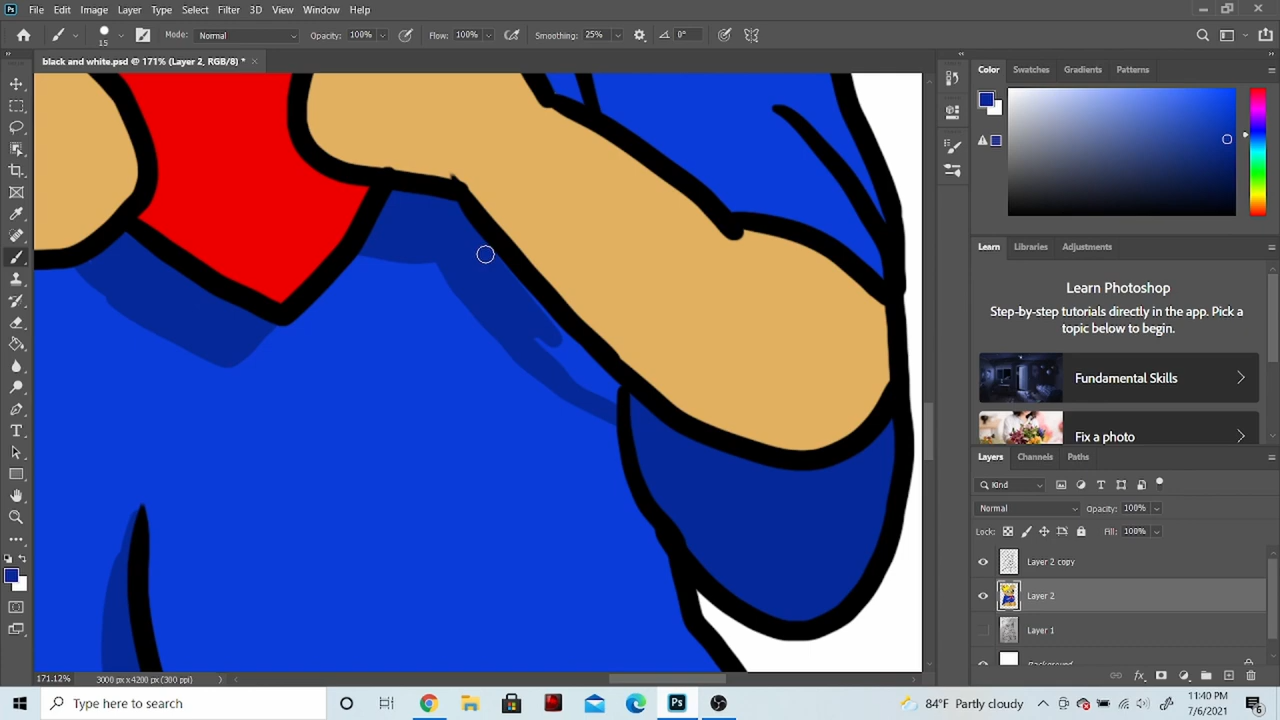 File Edit Image Layer Type Select Filter 3D View Window Help
15 Mode: Normal Opacity: 100% Flow: 100% Smoothing: 25% 0°
black and white.psd @ 171% (Layer 2, RGB/8) *
Color Swatches Gradients Patterns
Learn Libraries Adjustments
Learn Photoshop
Step-by-step tutorials directly in the app. Pick a
topic below to begin.
Fundamental Skills
Fix a photo
Layers Channels Paths
Kind
Normal Opacity: 100%
Lock: Fill: 100%
Layer 2 copy
Layer 2
Layer 1
Background
171.12% 3000 px x 4200 px (300 ppi)
Type here to search
84°F Partly cloudy
11:40 PM
7/6/2021
6